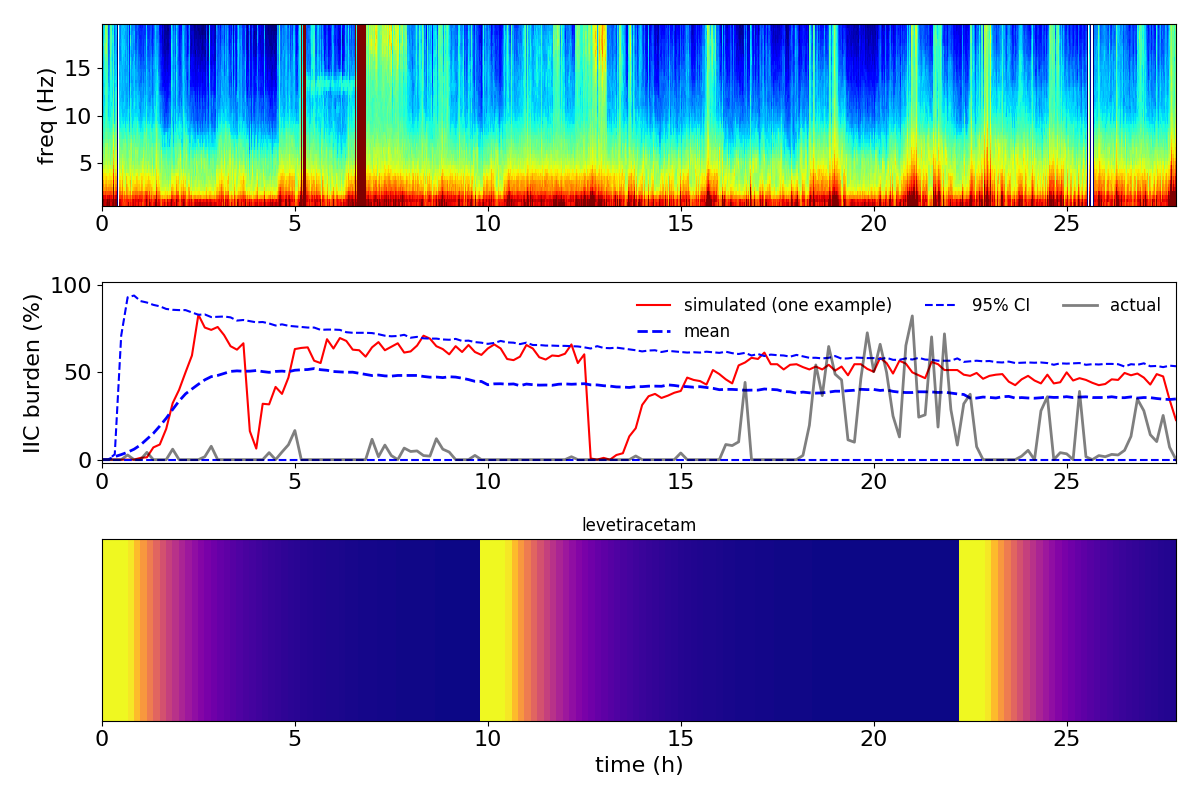 freq (Hz)
15
10
5
0 5 10 15 20 25
IIC burden (%)
100
50
0
simulated (one example)
mean
95% CI
actual
0 5 10 15 20 25
levetiracetam
0 5 10 15 20 25
time (h)